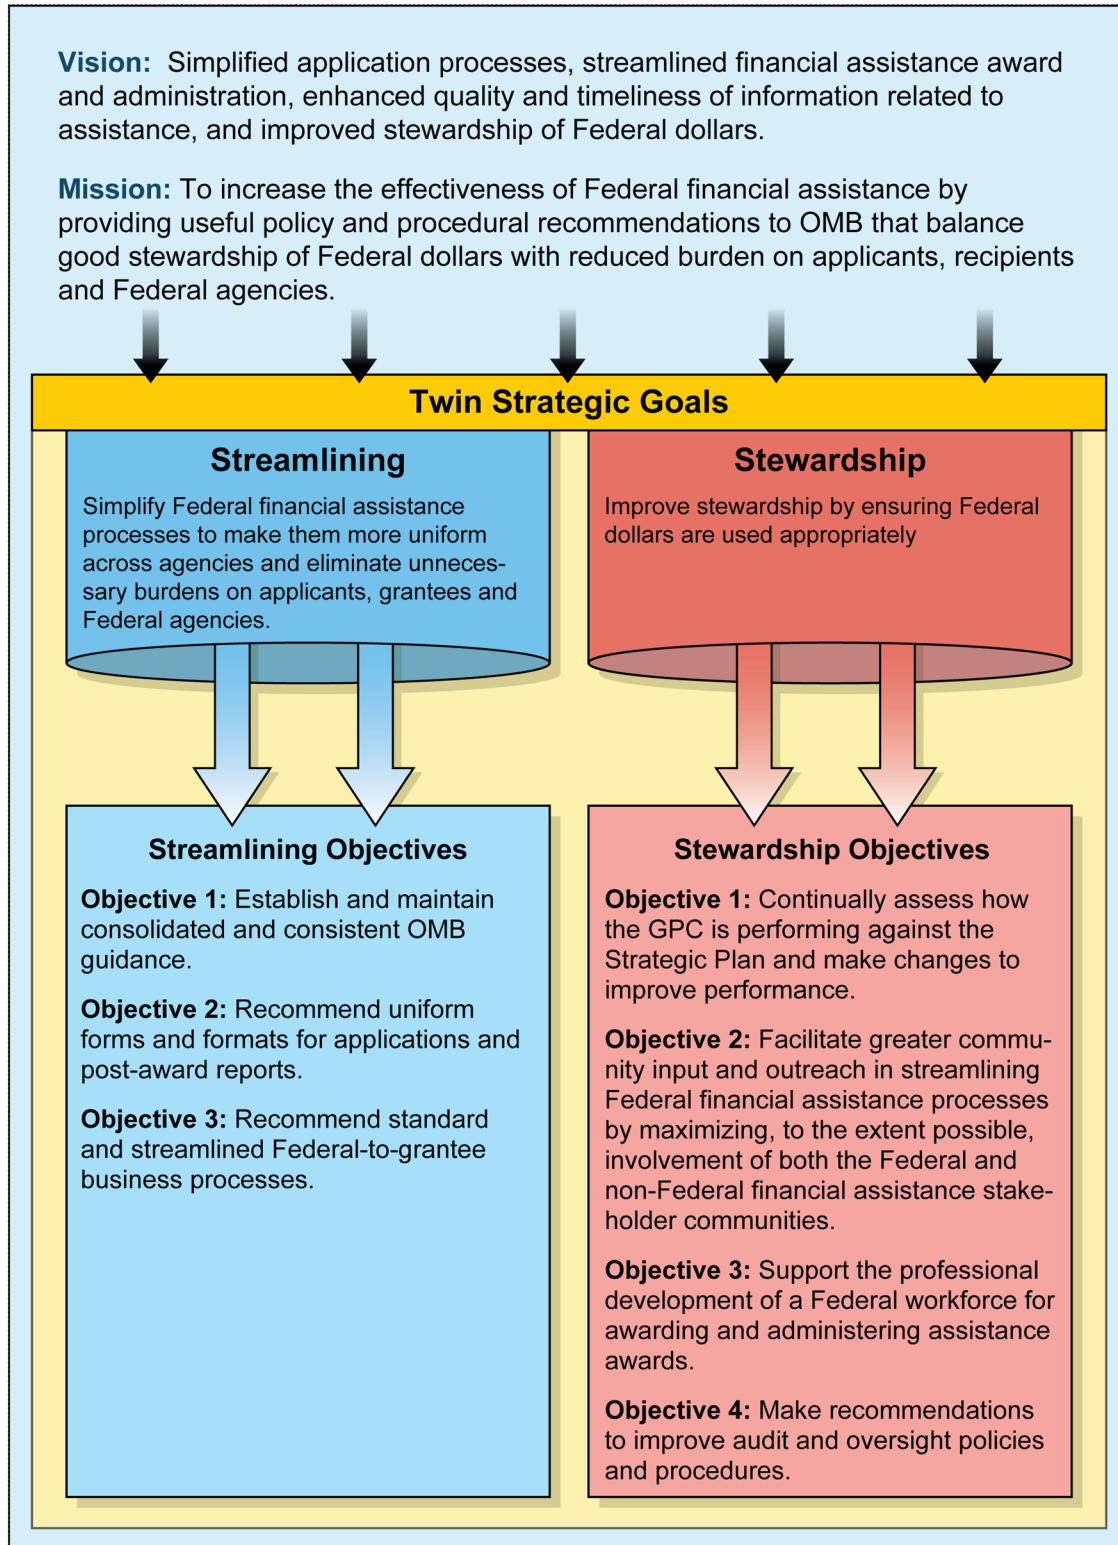 Vision:  Simplified application processes, streamlined financial assistance award
and administration, enhanced quality and timeliness of information related to
assistance, and improved stewardship of Federal dollars.
Mission: To increase the effectiveness of Federal financial assistance by
providing useful policy and procedural recommendations to OMB that balance
good stewardship of Federal dollars with reduced burden on applicants, recipients
and Federal agencies.
Twin Strategic Goals
Streamlining
Simplify Federal financial assistance
processes to make them more uniform
across agencies and eliminate unneces-
sary burdens on applicants, grantees and
Federal agencies.
Stewardship
Improve stewardship by ensuring Federal
dollars are used appropriately
Streamlining Objectives
Objective 1: Establish and maintain
consolidated and consistent OMB
guidance.
Objective 2: Recommend uniform
forms and formats for applications and
post-award reports.
Objective 3: Recommend standard
and streamlined Federal-to-grantee
business processes.
Stewardship Objectives
Objective 1: Continually assess how
the GPC is performing against the
Strategic Plan and make changes to
improve performance.
Objective 2: Facilitate greater commu-
nity input and outreach in streamlining
Federal financial assistance processes
by maximizing, to the extent possible,
involvement of both the Federal and
non-Federal financial assistance stake-
holder communities.
Objective 3: Support the professional
development of a Federal workforce for
awarding and administering assistance
awards.
Objective 4: Make recommendations
to improve audit and oversight policies
and procedures.